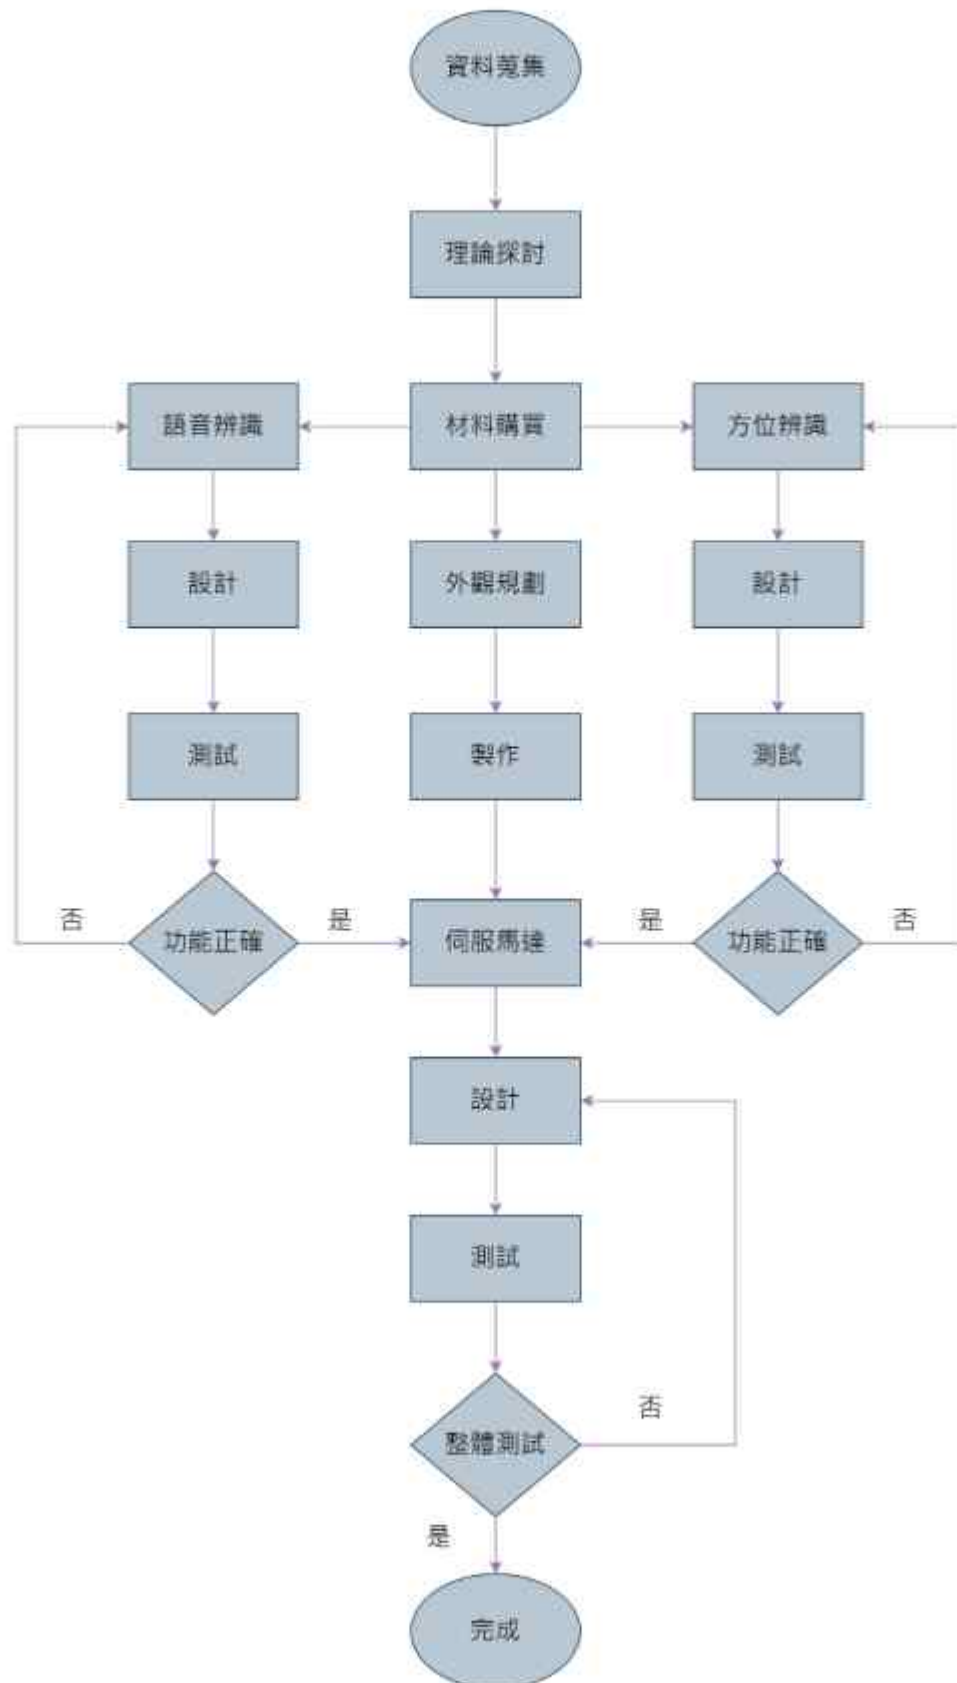 資料蒐集
理論探討
語音辨識
材料購買
方位辨識
設計
外觀規劃
設計
測試
製作
測試
否
功能正確
是
伺服馬達
是
功能正確
否
設計
測試
整體測試
否
是
完成